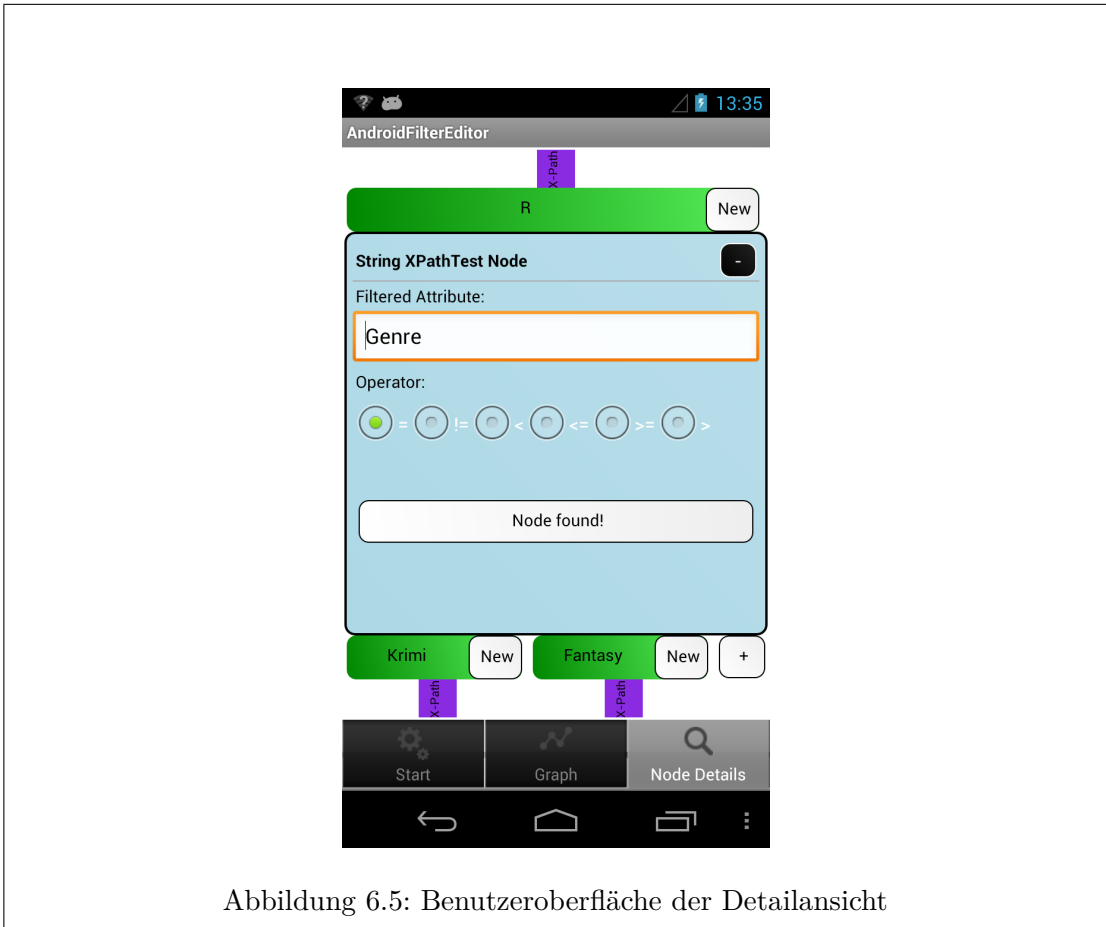 13:35
AndroidFilterEditor
X-Path
R New
String XPathTest Node -
Filtered Attribute:
Genre
Operator:
= != < <= >= >
Node found!
Krimi New Fantasy New +
X-Path X-Path
Start Graph Node Details
Abbildung 6.5: Benutzeroberfläche der Detailansicht